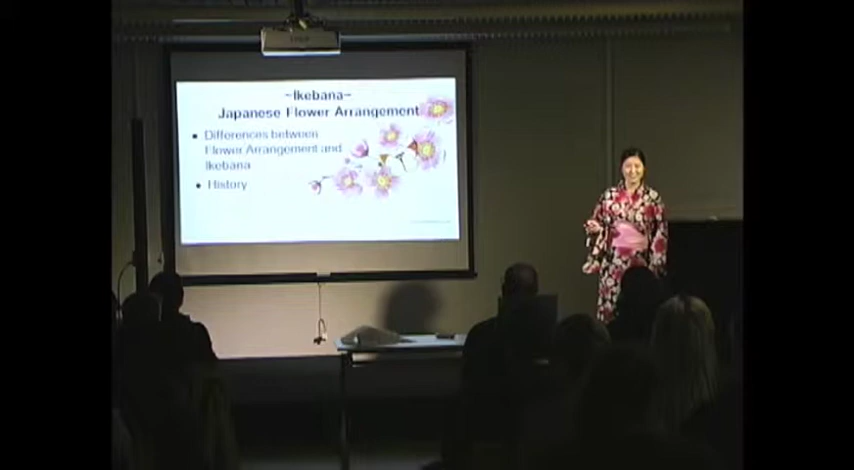 ~Ikebana~
Japanese Flower Arrangement
Differences between
Flower Arrangement and
Ikebana
History